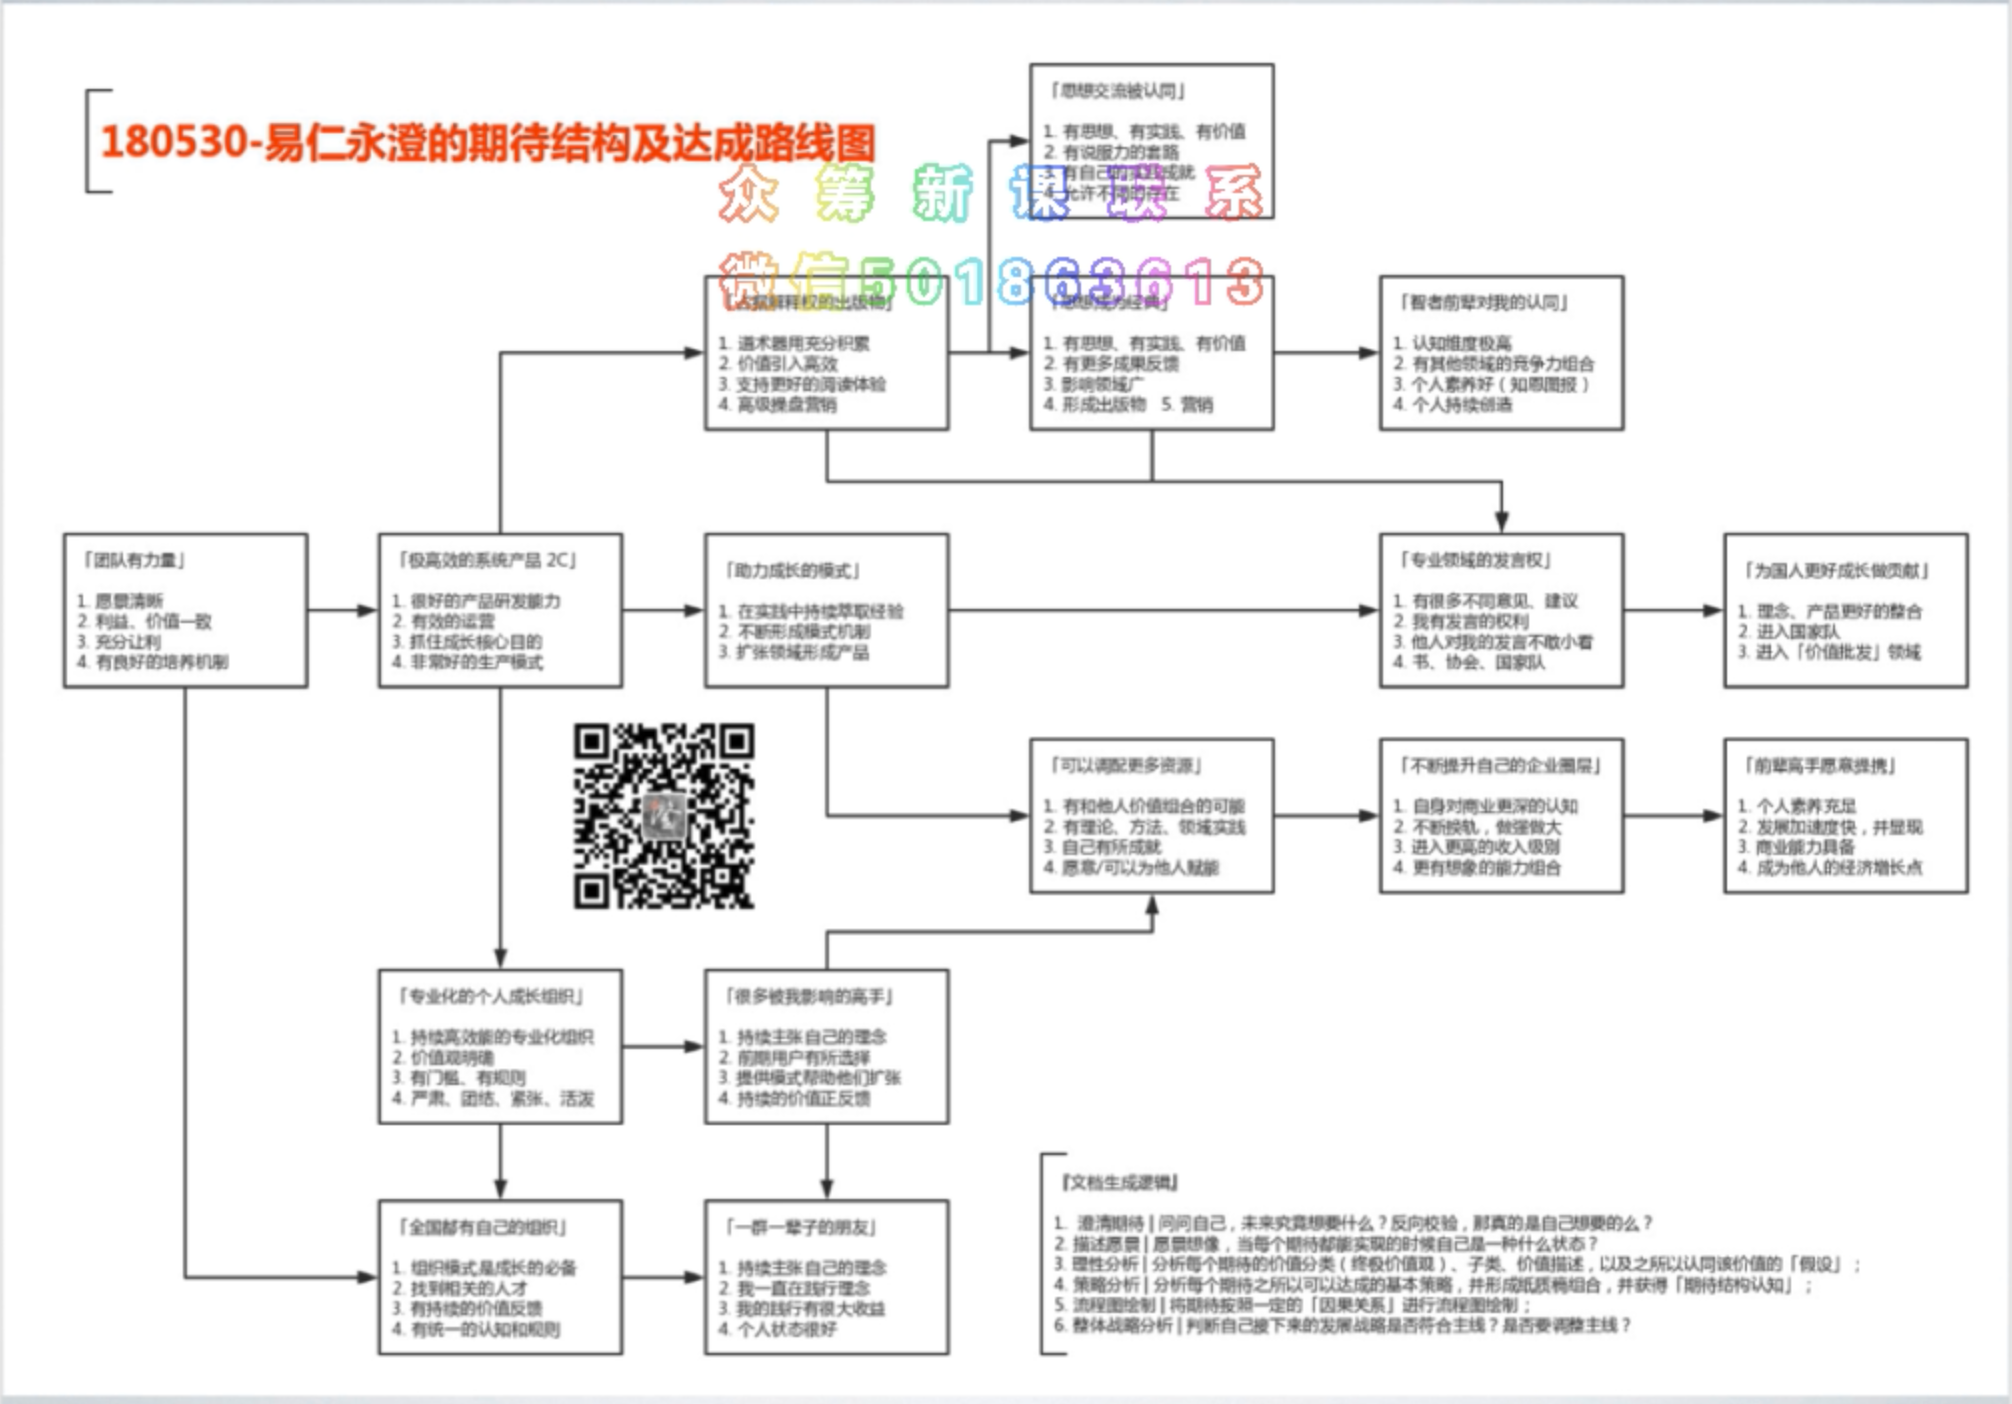 180530-易仁永澄的期待结构及达成路线图
众筹新课联系
微信501863613
「思想交流被认同」
1. 有思想、有实践、有价值
2. 有说服力的套路
3. 有自己的实践成就
4. 允许不同的存在
解释权的出版物」
1. 道术器用充分积累
2. 价值引入高效
3. 支持更好的阅读体验
4. 高级操盘营销
「思想成为经典」
1. 有思想、有实践、有价值
2. 有更多成果反馈
3. 影响领域广
4. 形成出版物 5. 营销
「智者前辈对我的认同」
1. 认知维度极高
2. 有其他领域的竞争力组合
3. 个人素养好（知恩图报）
4. 个人持续创造
「团队有力量」
1. 愿景清晰
2. 利益、价值一致
3. 充分让利
4. 有良好的培养机制
「极高效的系统产品 2C」
1. 很好的产品研发能力
2. 有效的运营
3. 抓住成长核心目的
4. 非常好的生产模式
「助力成长的模式」
1. 在实践中持续萃取经验
2. 不断形成模式机制
3. 扩张领域形成产品
「专业领域的发言权」
1. 有很多不同意见、建议
2. 我有发言的权利
3. 他人对我的发言不敢小看
4. 书、协会、国家队
「为国人更好成长做贡献」
1. 理念、产品更好的整合
2. 进入国家队
3. 进入「价值批发」领域
「可以调配更多资源」
1. 有和他人价值组合的可能
2. 有理论、方法、领域实践
3. 自己有所成就
4. 愿意/可以为他人赋能
「不断提升自己的企业圈层」
1. 自身对商业更深的认知
2. 不断换轨，做强做大
3. 进入更高的收入级别
4. 更有想象的能力组合
「前辈高手愿意提携」
1. 个人素养充足
2. 发展加速度快，并显现
3. 商业能力具备
4. 成为他人的经济增长点
「专业化的个人成长组织」
1. 持续高效能的专业化组织
2. 价值观明确
3. 有门槛、有规则
4. 严肃、团结、紧张、活泼
「很多被我影响的高手」
1. 持续主张自己的理念
2. 前期用户有所选择
3. 提供模式帮助他们扩张
4. 持续的价值正反馈
「全国都有自己的组织」
1. 组织模式是成长的必备
2. 找到相关的人才
3. 有持续的价值反馈
4. 有统一的认知和规则
「一群一辈子的朋友」
1. 持续主张自己的理念
2. 我一直在践行理念
3. 我的践行有很大收益
4. 个人状态很好
『文档生成逻辑』
1. 澄清期待 | 问问自己，未来究竟想要什么？反向校验，那真的是自己想要的么？
2. 描述愿景 | 愿景想像，当每个期待都能实现的时候自己是一种什么状态？
3. 理性分析 | 分析每个期待的价值分类（终极价值观）、子类、价值描述，以及之所以认同该价值的「假设」；
4. 策略分析 | 分析每个期待之所以可以达成的基本策略，并形成纸质稿组合，并获得「期待结构认知」；
5. 流程图绘制 | 将期待按照一定的「因果关系」进行流程图绘制；
6. 整体战略分析 | 判断自己接下来的发展战略是否符合主线？是否要调整主线？